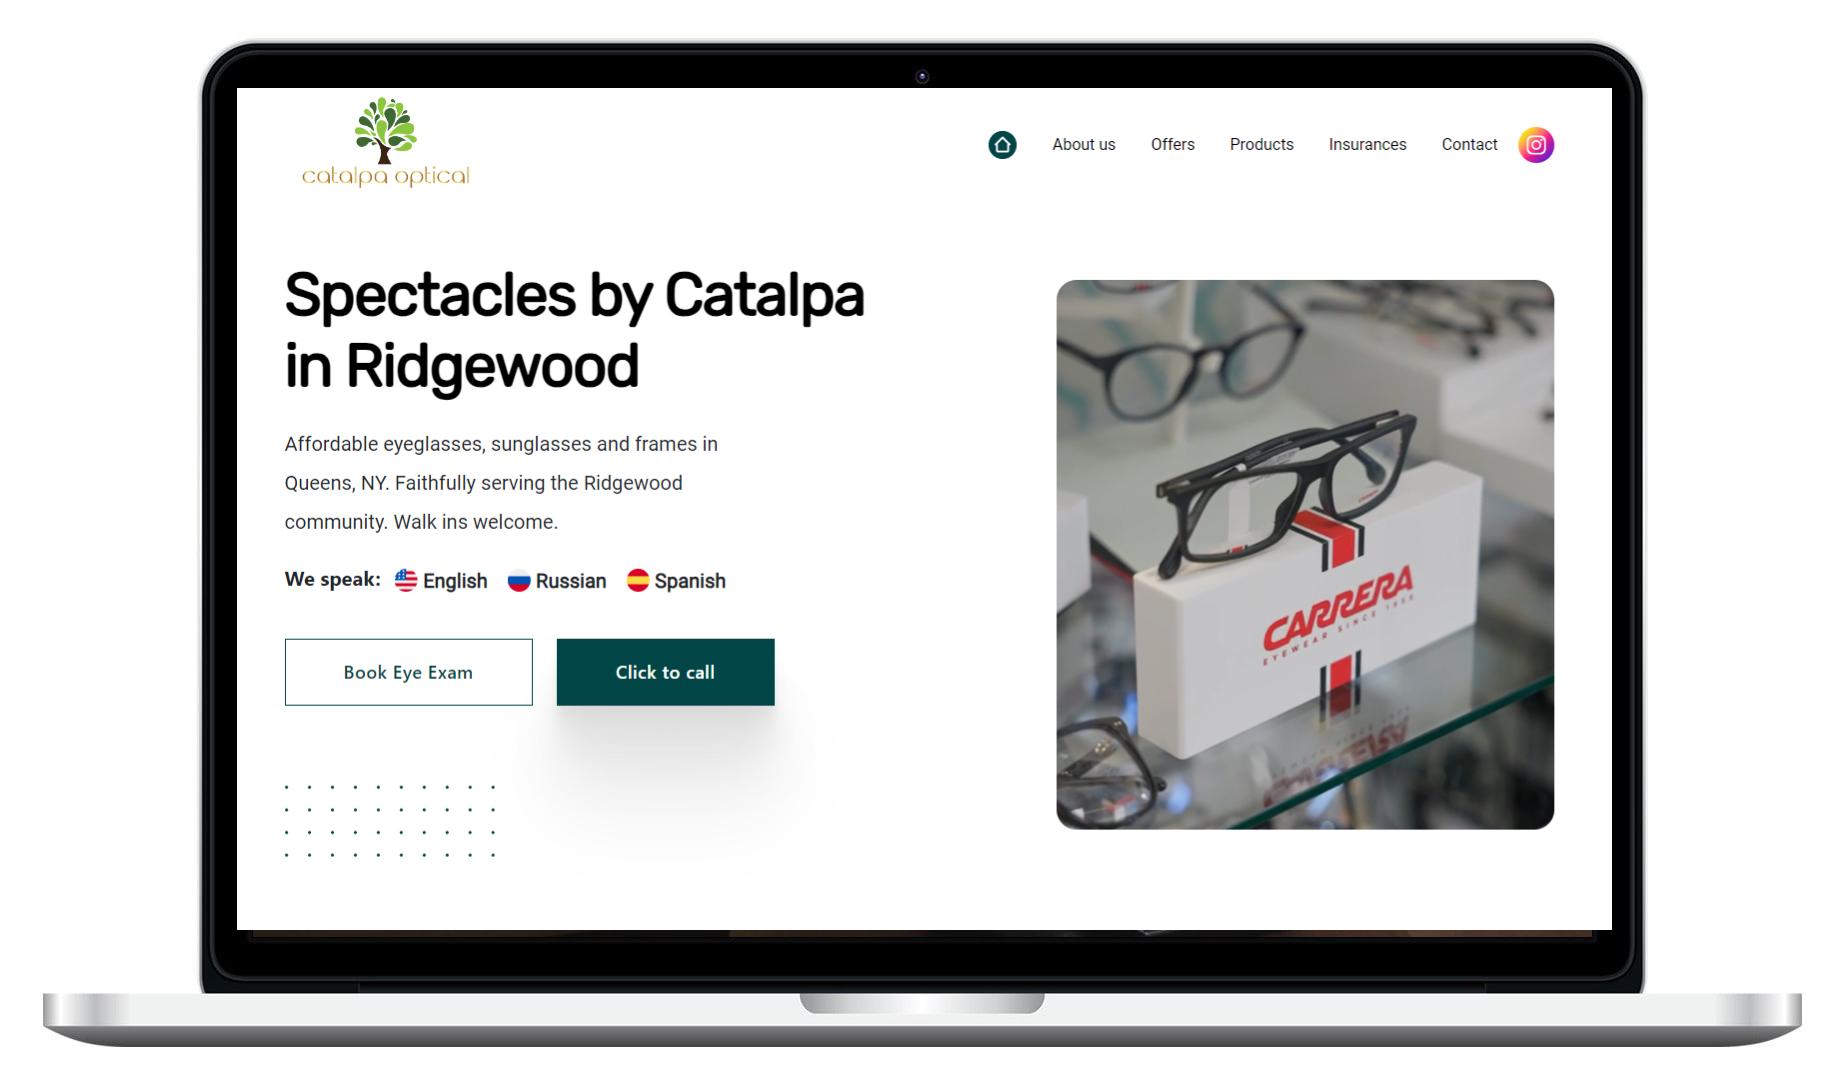 catalpa optical
About us Offers Products Insurances Contact
Spectacles by Catalpa
in Ridgewood
Affordable eyeglasses, sunglasses and frames in
Queens, NY. Faithfully serving the Ridgewood
community. Walk ins welcome.
We speak: English Russian Spanish
Book Eye Exam Click to call
CARRERA
EYEWEAR SINCE 1956